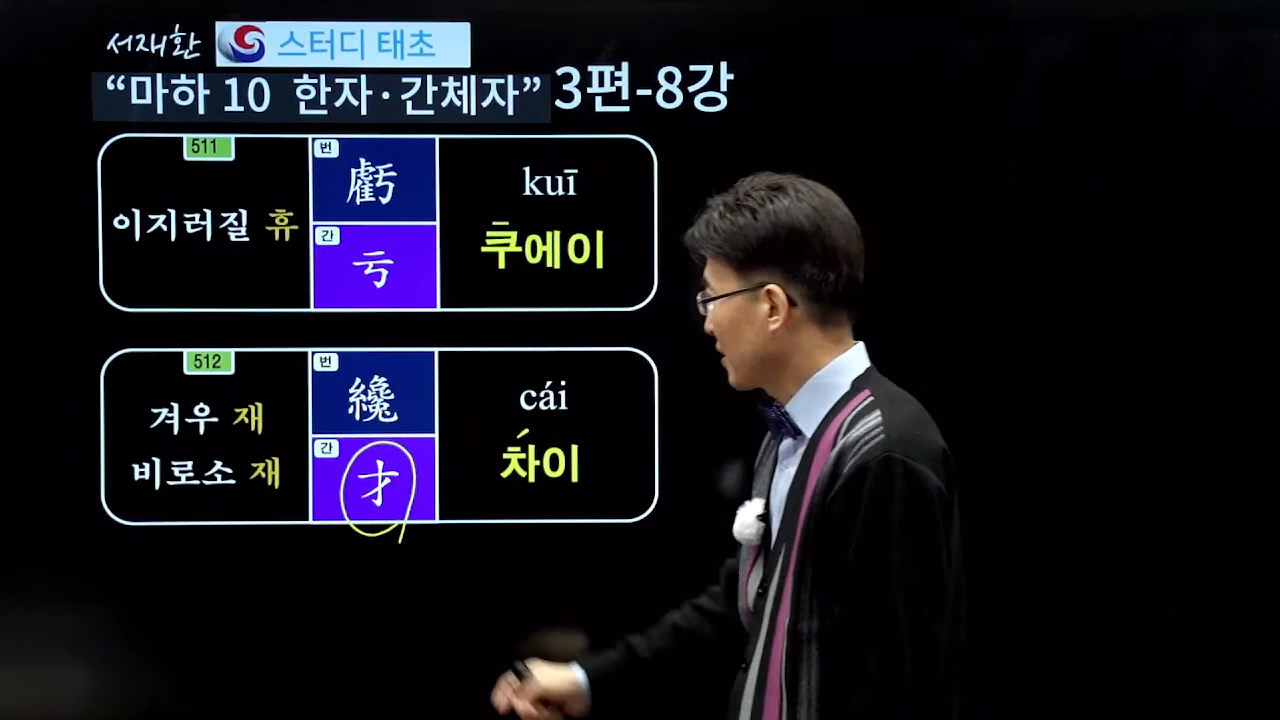 서재환 스터디 태초
“마하 10 한자·간체자” 3편-8강
511
이지러질 휴
번
虧
간
亏
kuī
쿠에이
512
겨우 재
비로소 재
번
纔
간
才
cái
차이